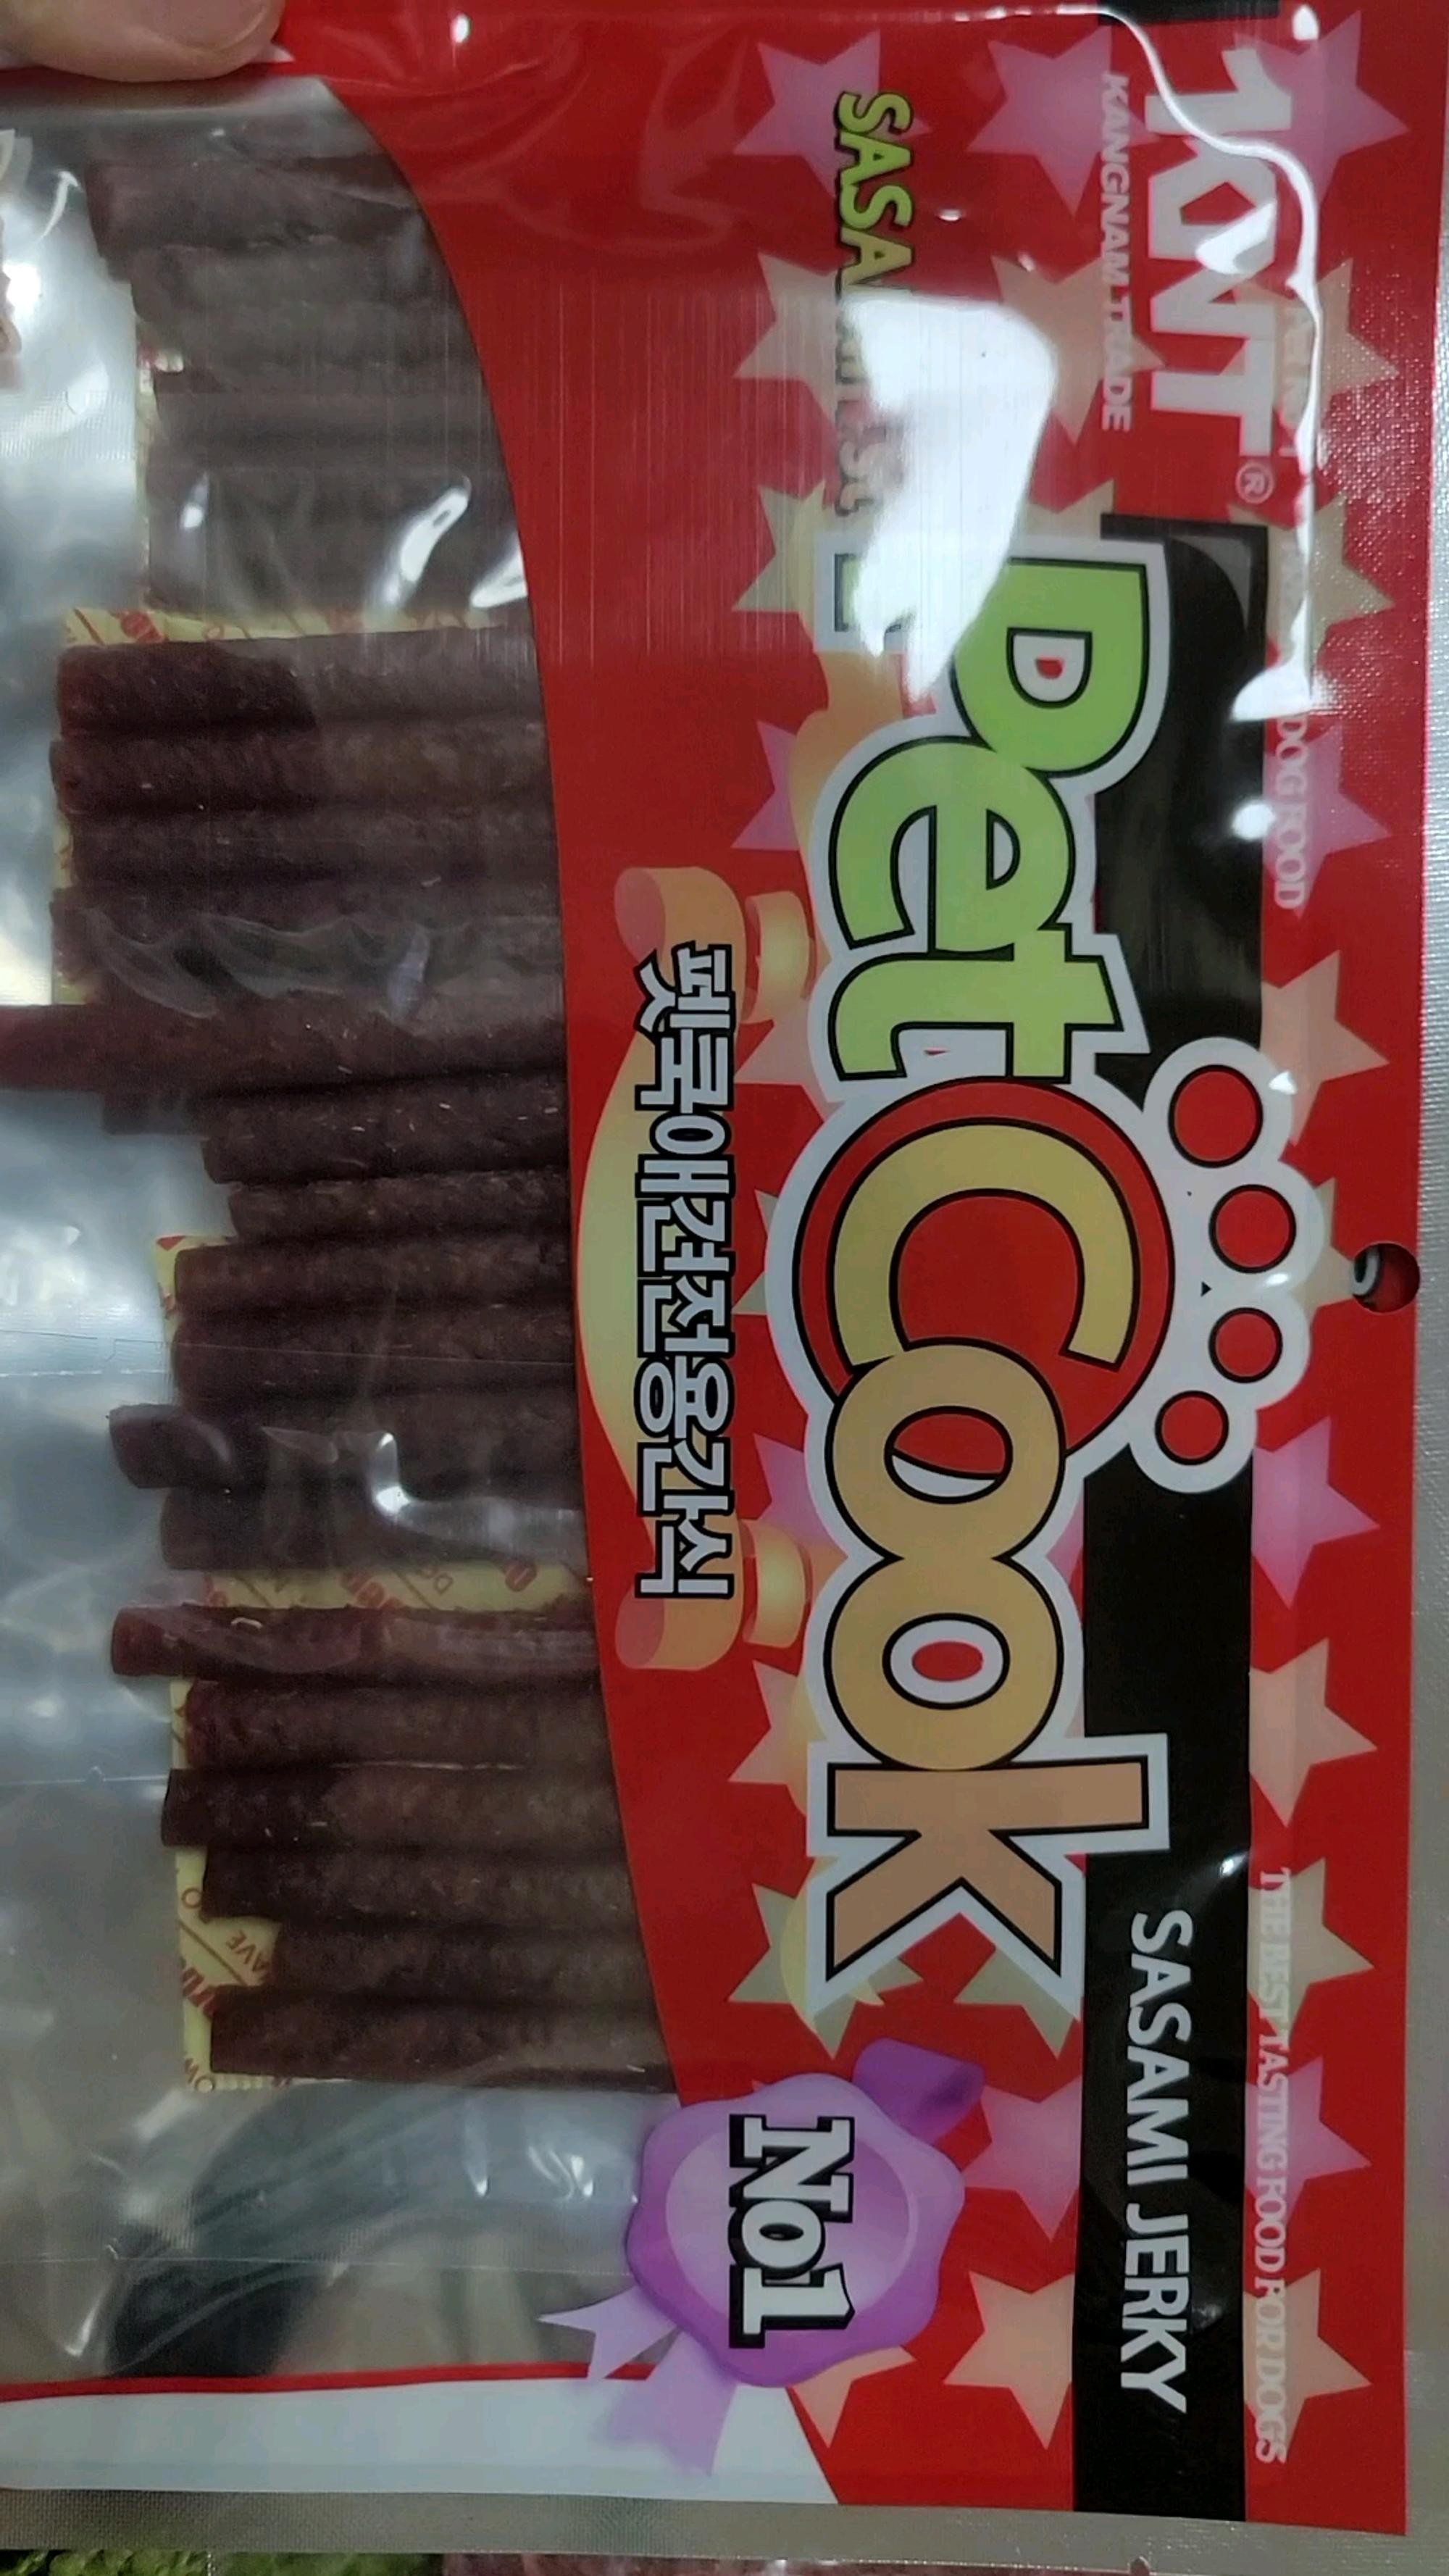 DOG FOOD
THE BEST TASTING FOOD FOR DOGS
KNT®
KANGNAM TRADE
SASAMI JERKY
PetCook
SASA
펫쿡애견전용간식
No1